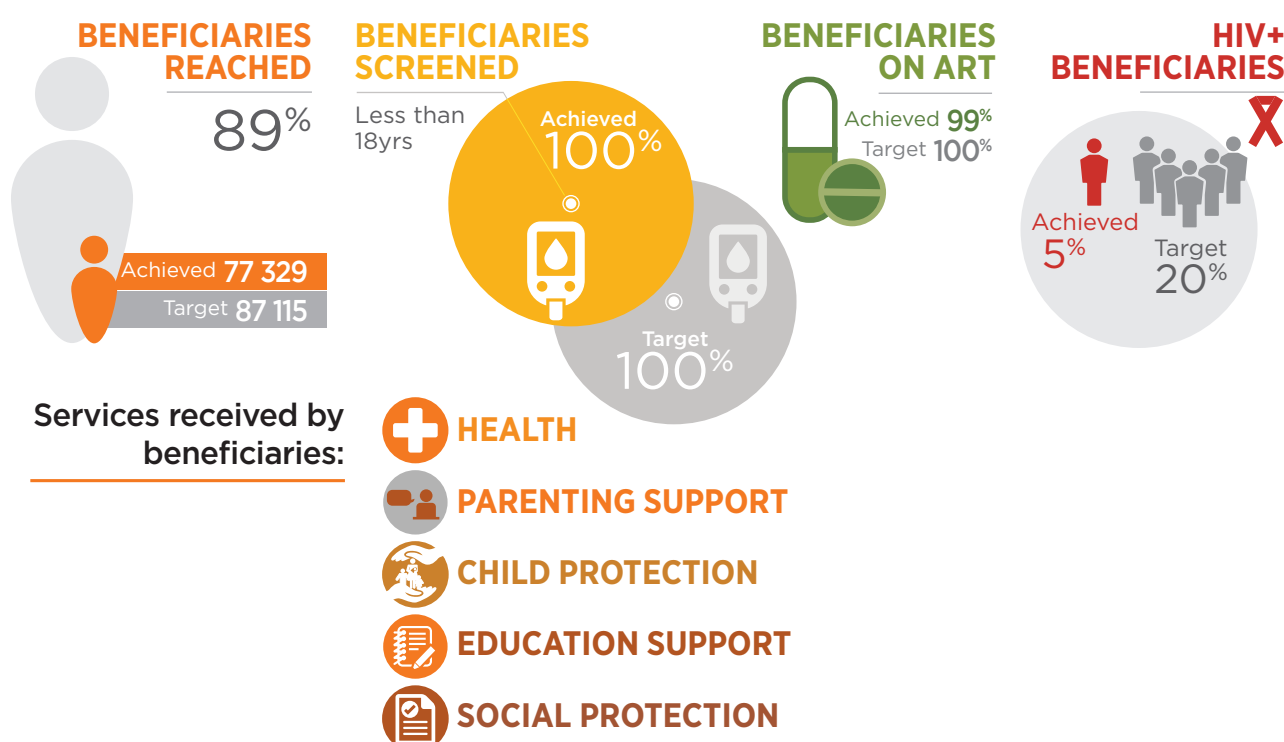 BENEFICIARIES
REACHED
89%
Achieved 77 329
Target 87 115
BENEFICIARIES
SCREENED
Less than
18yrs
Achieved
100%
Target
100%
BENEFICIARIES
ON ART
Achieved 99%
Target 100%
HIV+
BENEFICIARIES
Achieved
5%
Target
20%
Services received by
beneficiaries:
HEALTH
PARENTING SUPPORT
CHILD PROTECTION
EDUCATION SUPPORT
SOCIAL PROTECTION